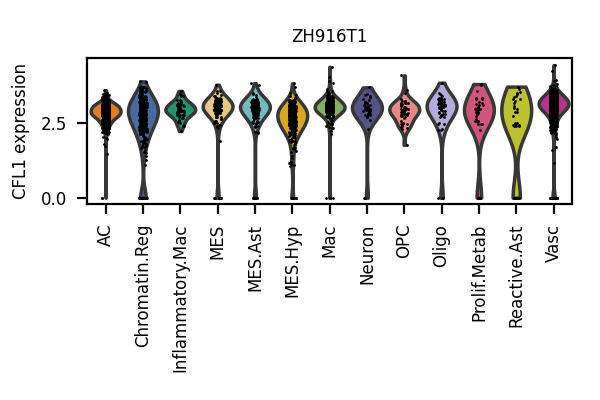 ZH916T1
CFL1 expression
2.5
0.0
AC
Chromatin.Reg
Inflammatory.Mac
MES
MES.Ast
MES.Hyp
Mac
Neuron
OPC
Oligo
Prolif.Metab
Reactive.Ast
Vasc